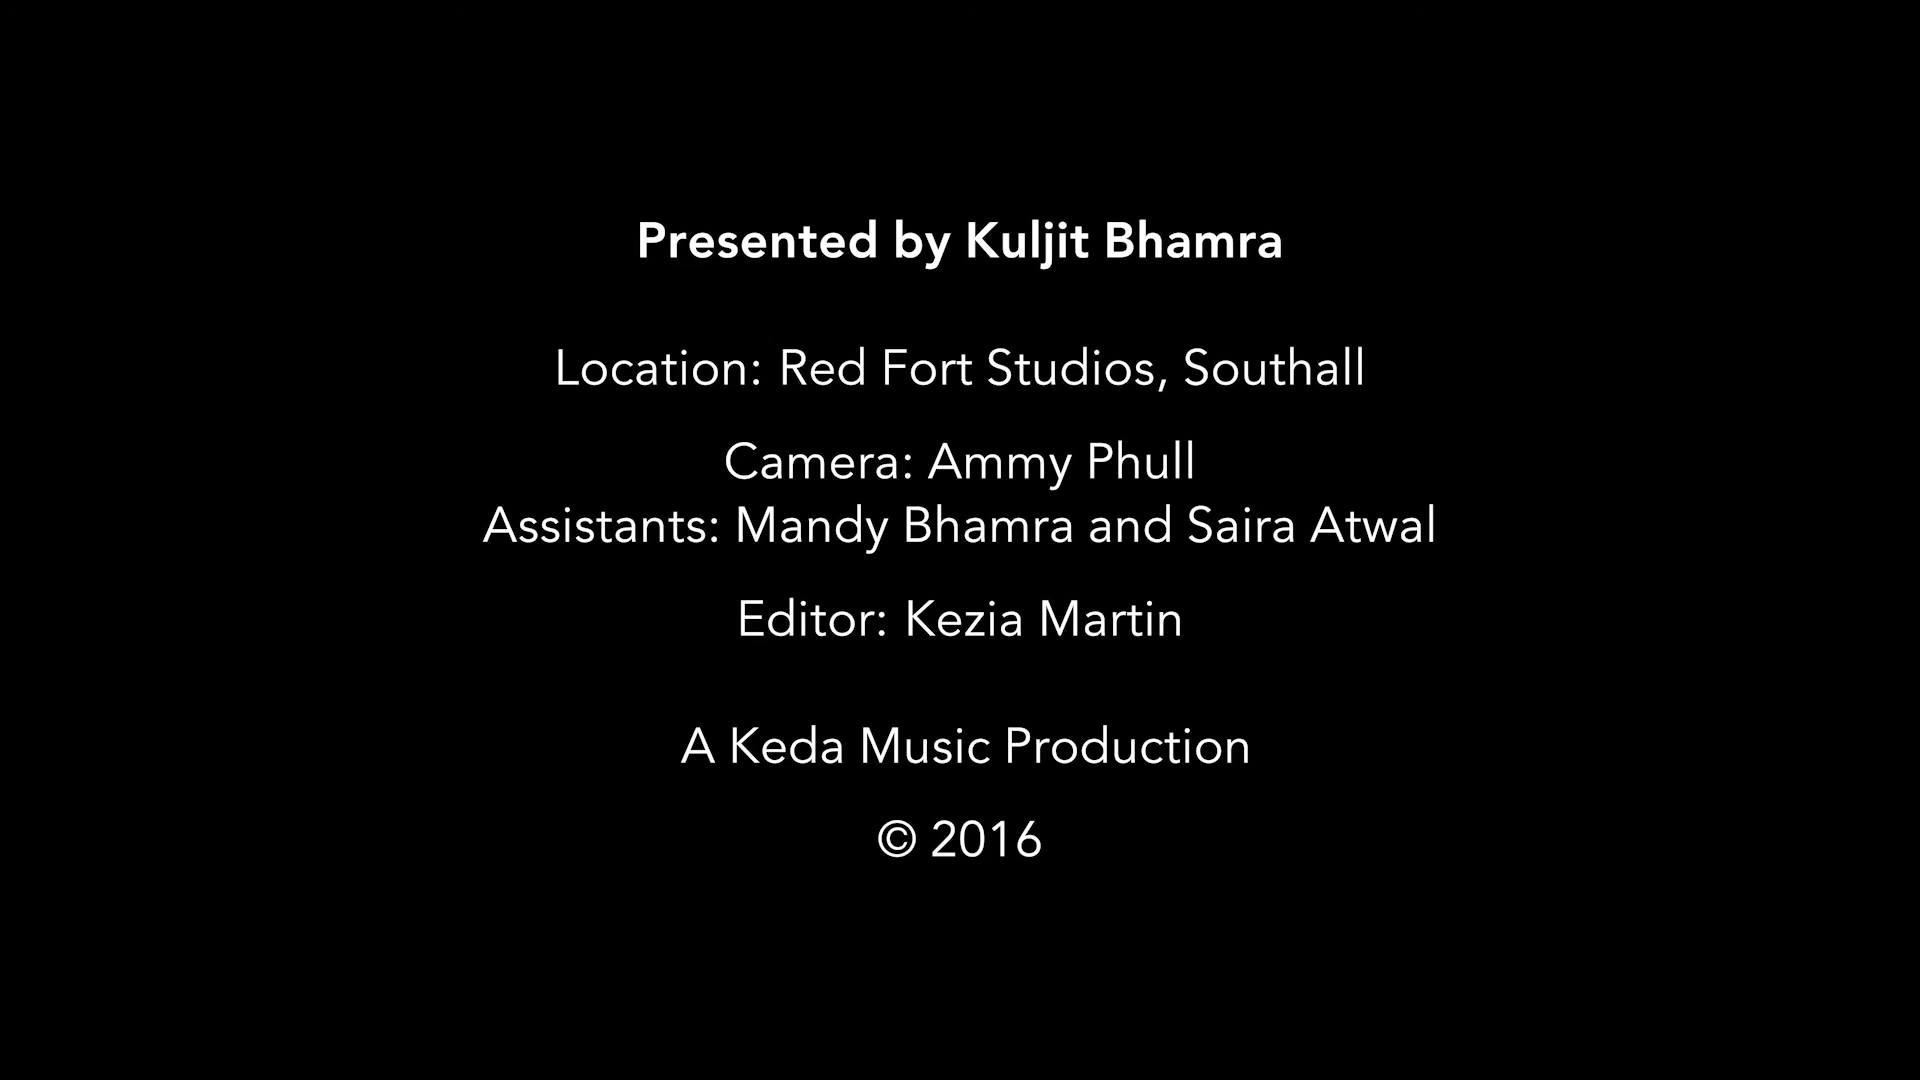 Presented by Kuljit Bhamra
Location: Red Fort Studios, Southall
Camera: Ammy Phull
Assistants: Mandy Bhamra and Saira Atwal
Editor: Kezia Martin
A Keda Music Production
© 2016